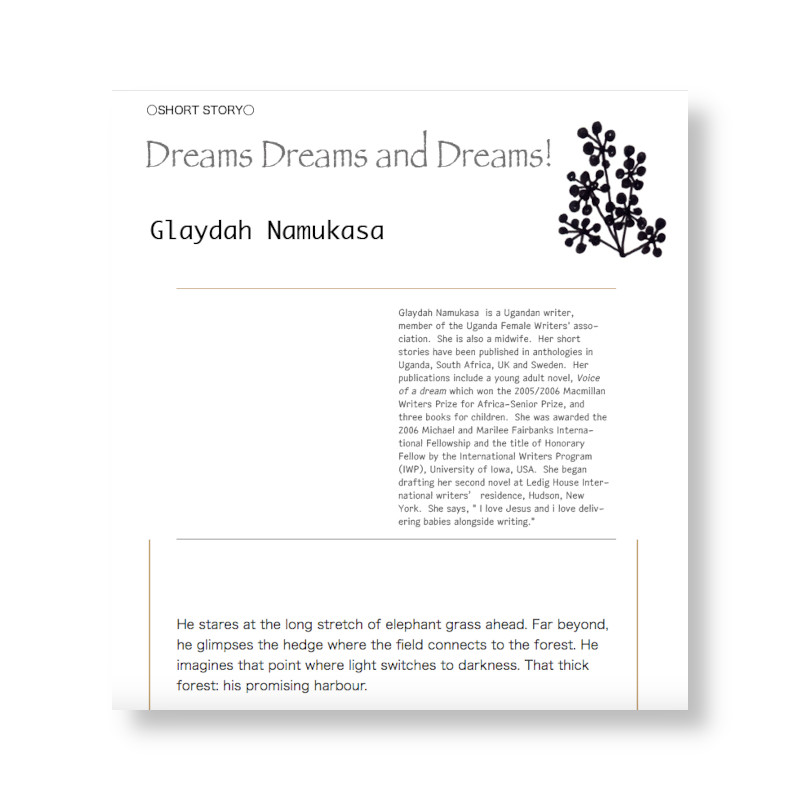 ○SHORT STORY○
Dreams Dreams and Dreams!
Glaydah Namukasa
Glaydah Namukasa is a Ugandan writer,
member of the Uganda Female Writers' asso-
ciation. She is also a midwife. Her short
stories have been published in anthologies in
Uganda, South Africa, UK and Sweden. Her
publications include a young adult novel, Voice
of a dream which won the 2005/2006 Macmillan
Writers Prize for Africa-Senior Prize, and
three books for children. She was awarded the
2006 Michael and Marilee Fairbanks Interna-
tional Fellowship and the title of Honorary
Fellow by the International Writers Program
(IWP), University of Iowa, USA. She began
drafting her second novel at Ledig House Inter-
national writers' residence, Hudson, New
York. She says, " I love Jesus and i love deliv-
ering babies alongside writing."
He stares at the long stretch of elephant grass ahead. Far beyond,
he glimpses the hedge where the field connects to the forest. He
imagines that point where light switches to darkness. That thick
forest: his promising harbour.